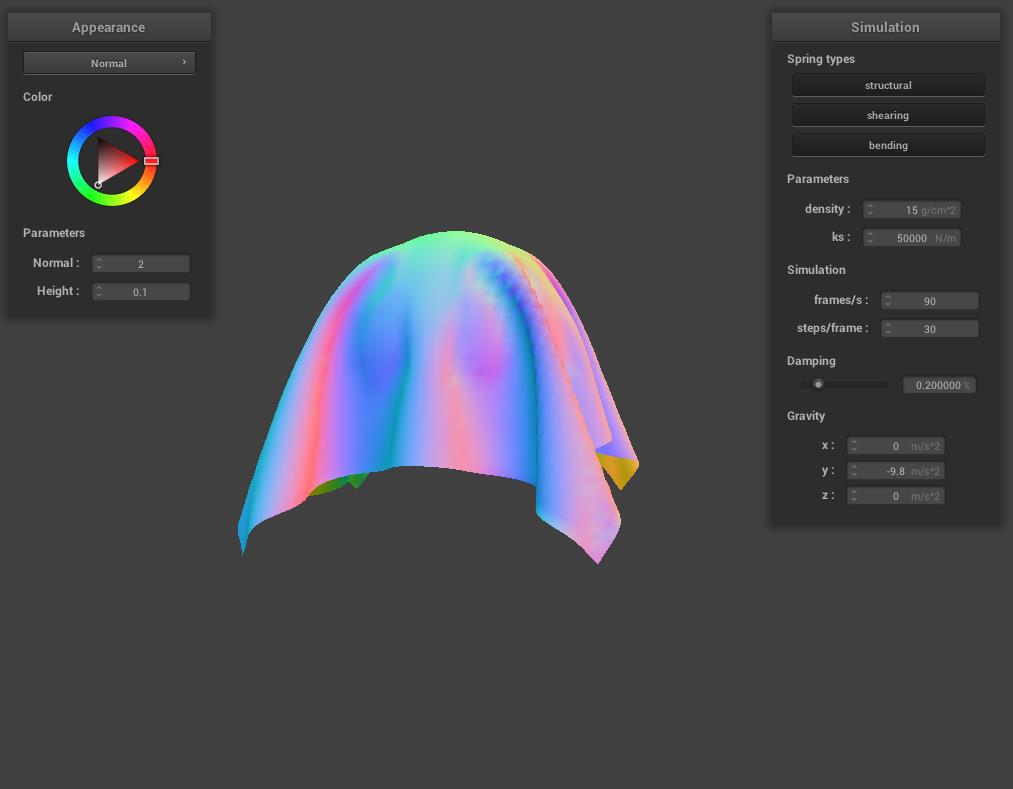 Appearance
Normal
Color
Parameters
Normal : 2
Height : 0.1
Simulation
Spring types
structural
shearing
bending
Parameters
density : 15 g/cm^2
ks : 50000 N/m
Simulation
frames/s : 90
steps/frame : 30
Damping
0.200000 %
Gravity
x : 0 m/s^2
y : -9.8 m/s^2
z : 0 m/s^2